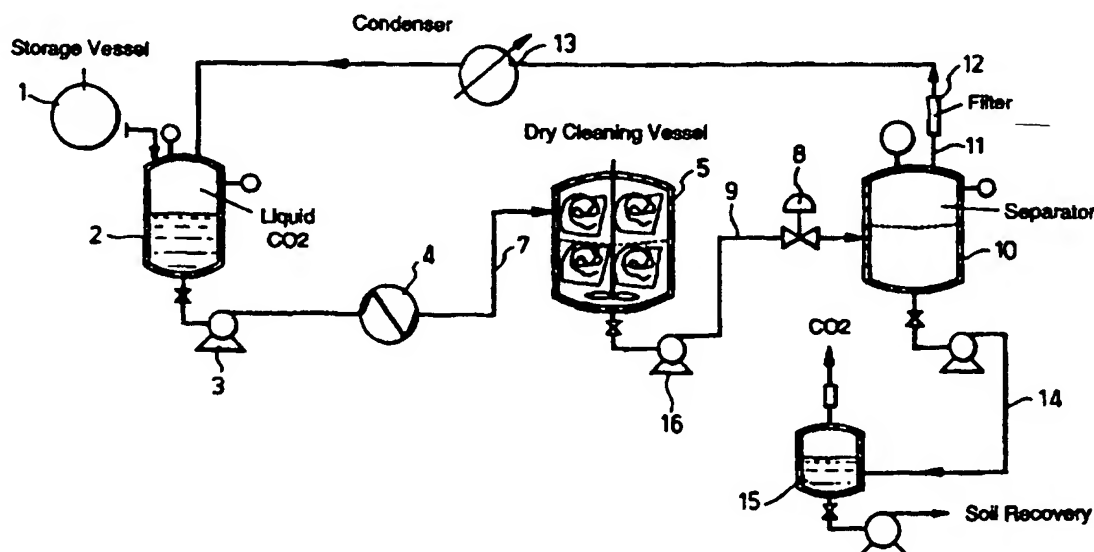 Condenser
13
Storage Vessel
1
12
Filter
11
Dry Cleaning Vessel
5
8
9
Liquid
CO2
Separator
2
10
7
4
3
CO2
16
14
15
Soil Recovery